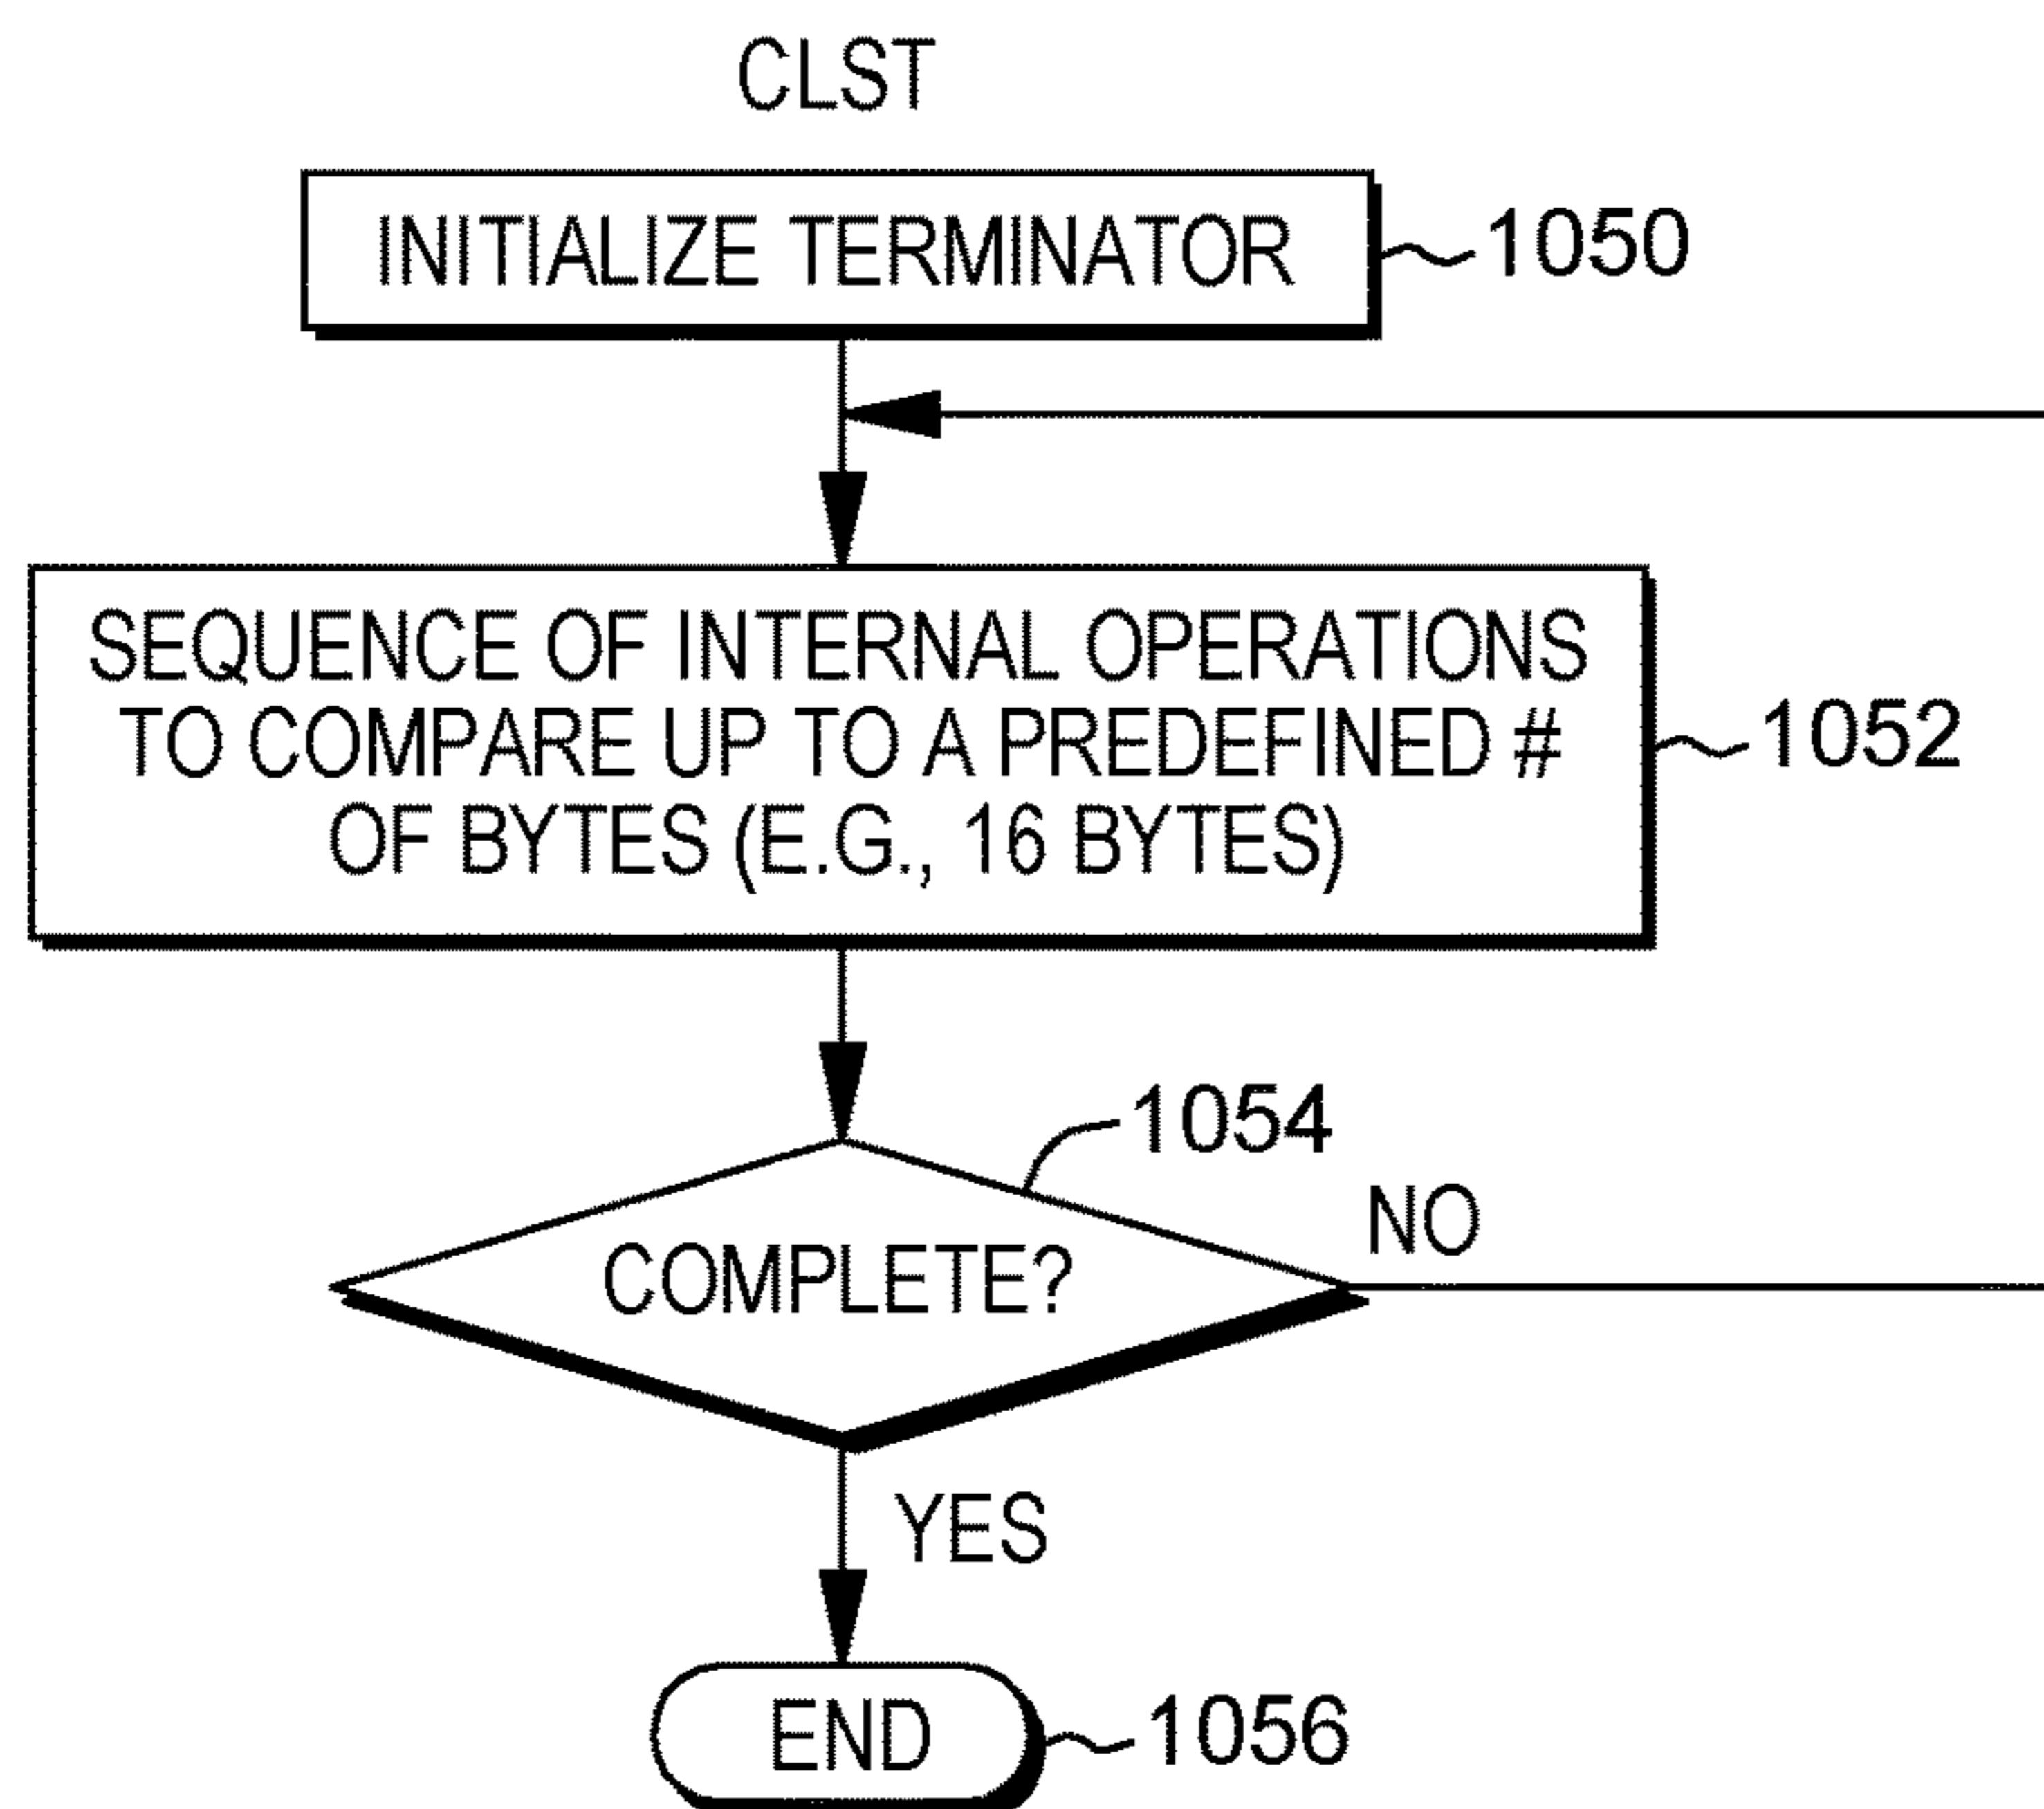 CLST
INITIALIZE TERMINATOR
1050
SEQUENCE OF INTERNAL OPERATIONS
TO COMPARE UP TO A PREDEFINED #
OF BYTES (E.G., 16 BYTES)
1052
1054
COMPLETE?
NO
YES
END
1056